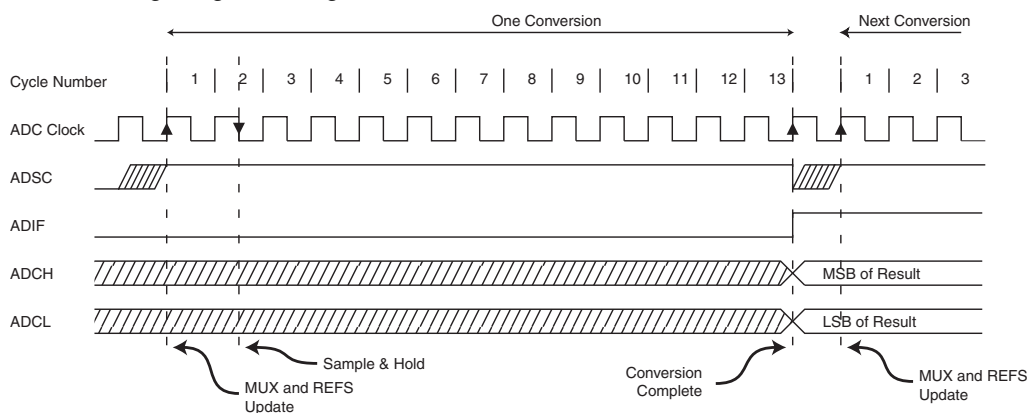 One Conversion Next Conversion
Cycle Number 1 2 3 4 5 6 7 8 9 10 11 12 13 1 2 3
ADC Clock
ADSC
ADIF
ADCH MSB of Result
ADCL LSB of Result
Sample & Hold
MUX and REFS
Update
Conversion
Complete
MUX and REFS
Update